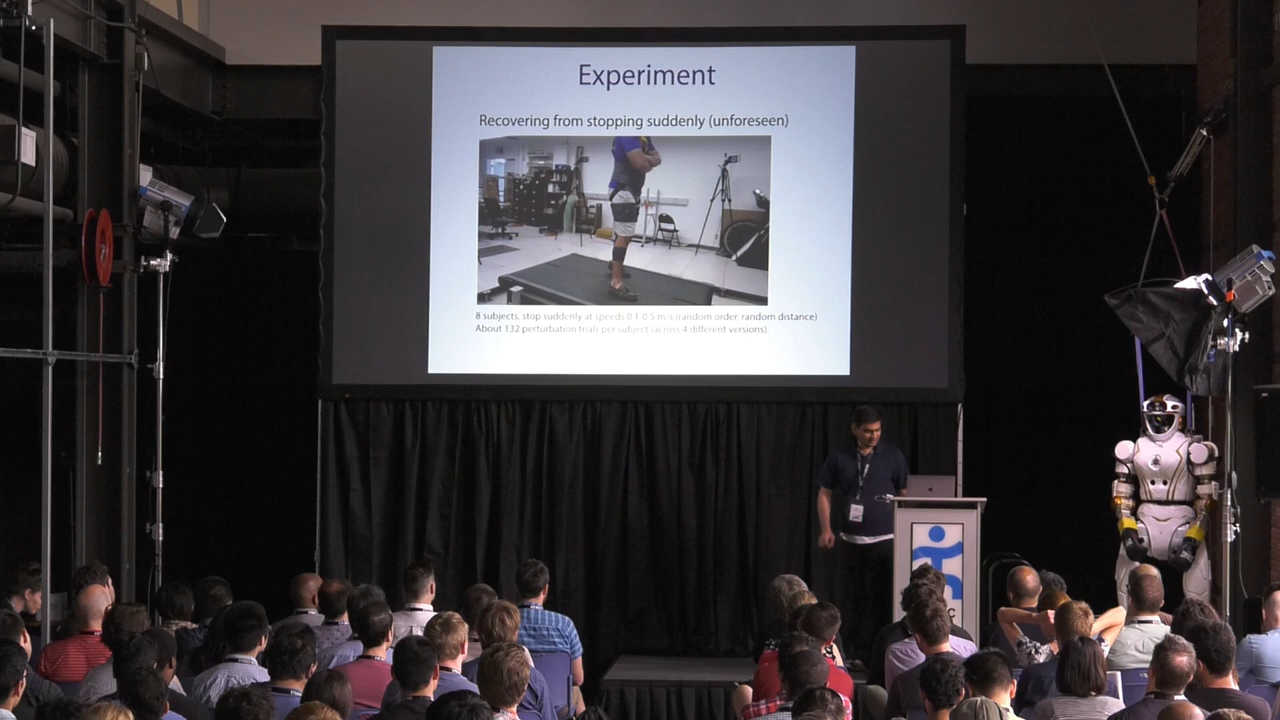 Experiment
Recovering from stopping suddenly (unforeseen)
8 subjects, stop suddenly at speeds 0.1-0.5 m/s (random order, random distance)
About 132 perturbation trials per subject (across 4 different versions).
C